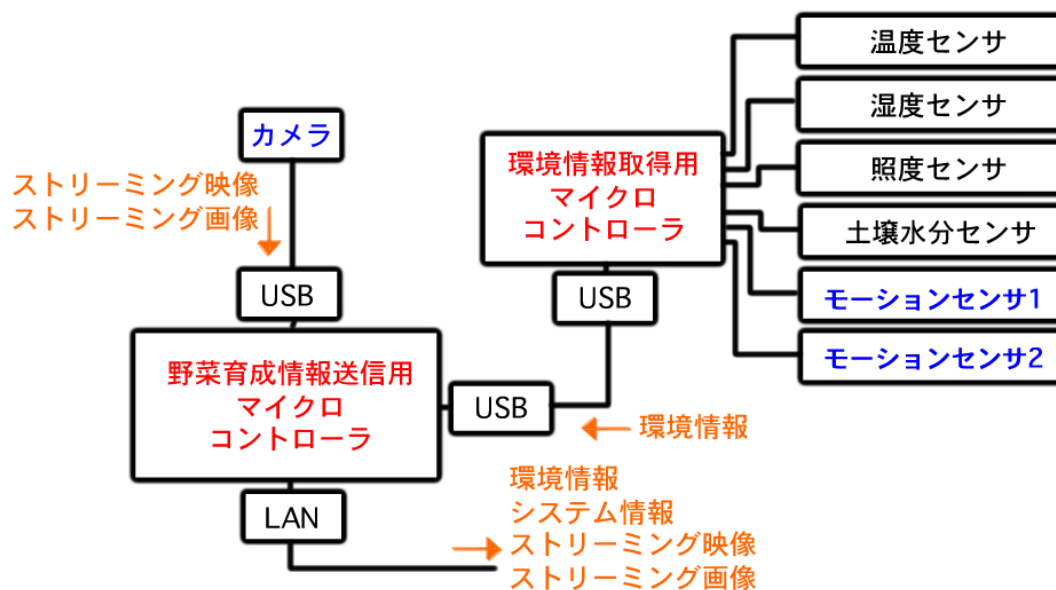 温度センサ
湿度センサ
照度センサ
土壌水分センサ
モーションセンサ1
モーションセンサ2
環境情報取得用
マイクロ
コントローラ
USB
カメラ
ストリーミング映像
ストリーミング画像
USB
野菜育成情報送信用
マイクロ
コントローラ
USB
環境情報
LAN
環境情報
システム情報
ストリーミング映像
ストリーミング画像